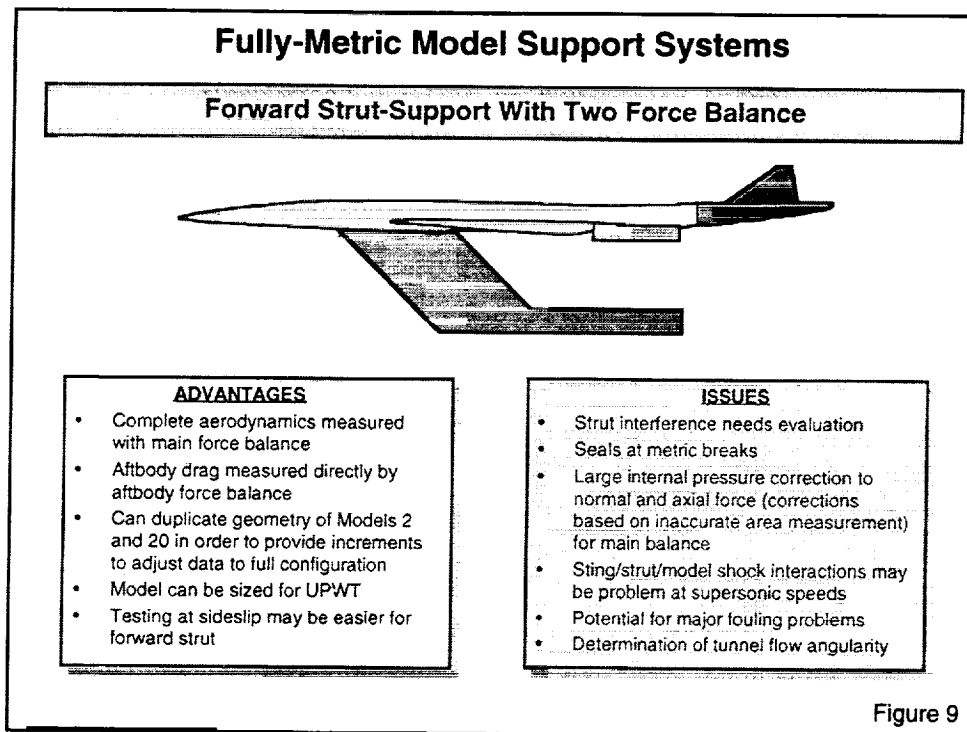 Fully-Metric Model Support Systems
Forward Strut-Support With Two Force Balance
ADVANTAGES
• Complete aerodynamics measured
with main force balance
• Aftbody drag measured directly by
aftbody force balance
• Can duplicate geometry of Models 2
and 20 in order to provide increments
to adjust data to full configuration
• Model can be sized for UPWT
• Testing at sideslip may be easier for
forward strut
ISSUES
• Strut interference needs evaluation
• Seals at metric breaks
• Large internal pressure correction to
normal and axial force (corrections
based on inaccurate area measurement)
for main balance
• Sting/strut/model shock interactions may
be problem at supersonic speeds
• Potential for major fouling problems
• Determination of tunnel flow angularity
Figure 9